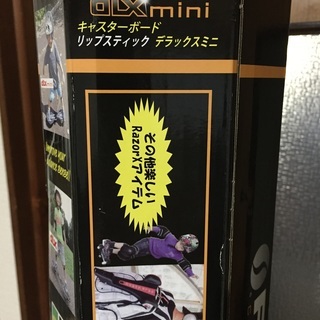 DLXmini
キャスターボード
リップスティック デラックスミニ
その他楽しい
RazorXアイテム